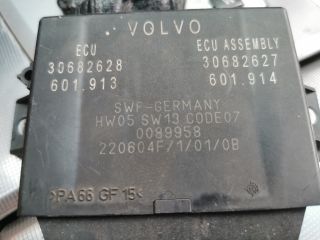 VOLVO
ECU ECU ASSEMBLY
30682628 30682627
601.913 601.914
SWF-GERMANY
HW05 SW13 CODE07
0089958
220604F/1/01/0B
>PA66 GF15<